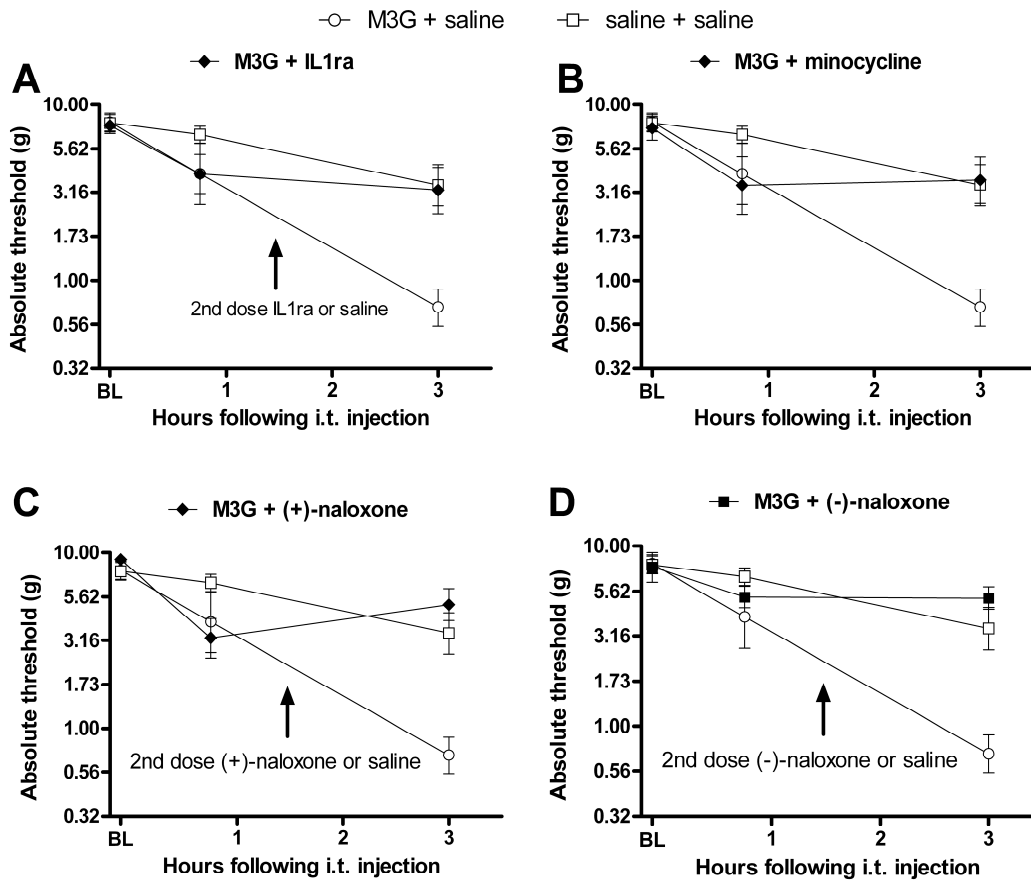 M3G + saline
saline + saline
A
M3G + IL1ra
Absolute threshold (g)
10.00
5.62
3.16
1.73
1.00
0.56
0.32
2nd dose IL1ra or saline
BL
1
2
3
Hours following i.t. injection
B
M3G + minocycline
Absolute threshold (g)
10.00
5.62
3.16
1.73
1.00
0.56
0.32
BL
1
2
3
Hours following i.t. injection
C
M3G + (+)-naloxone
Absolute threshold (g)
10.00
5.62
3.16
1.73
1.00
0.56
0.32
2nd dose (+)-naloxone or saline
BL
1
2
3
Hours following i.t. injection
D
M3G + (-)-naloxone
Absolute threshold (g)
10.00
5.62
3.16
1.73
1.00
0.56
0.32
2nd dose (-)-naloxone or saline
BL
1
2
3
Hours following i.t. injection